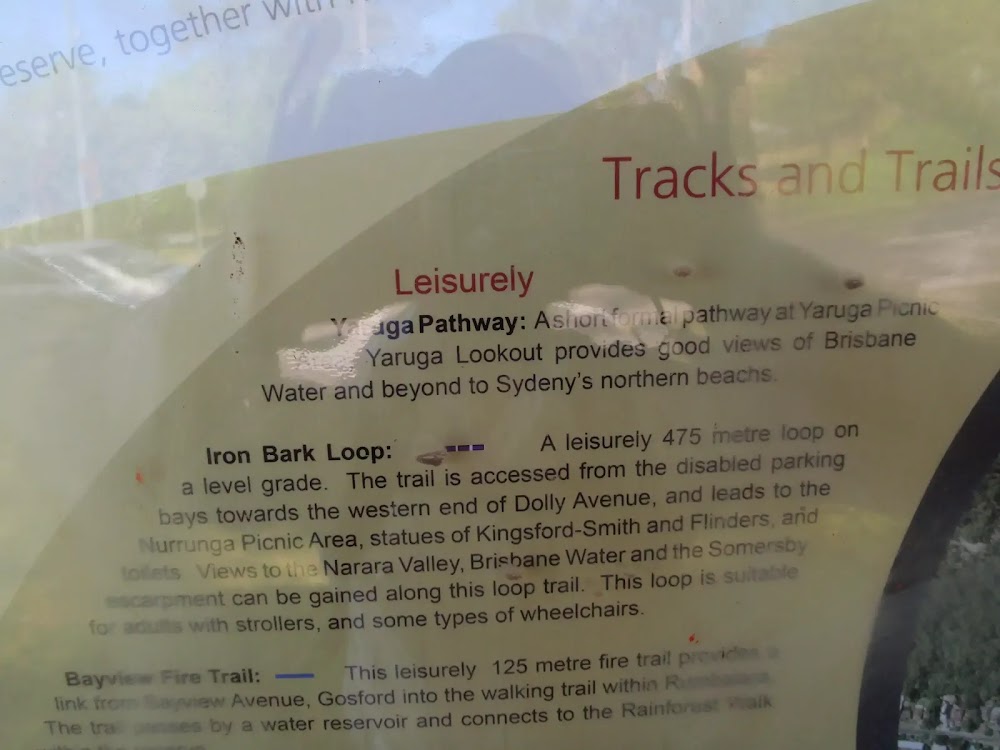 eserve, together with
Tracks and Trails
Leisurely
Yaruga Pathway: A short formal pathway at Yaruga Picnic
Yaruga Lookout provides good views of Brisbane
Water and beyond to Sydeny's northern beachs.
Iron Bark Loop: A leisurely 475 metre loop on
a level grade. The trail is accessed from the disabled parking
bays towards the western end of Dolly Avenue, and leads to the
Nurrunga Picnic Area, statues of Kingsford-Smith and Flinders, and
toilets Views to the Narara Valley, Brisbane Water and the Somersby
escarpment can be gained along this loop trail. This loop is suitable
for adults with strollers, and some types of wheelchairs.
Bayview Fire Trail: This leisurely 125 metre fire trail provides a
link from Bayview Avenue, Gosford into the walking trail within Rumbalara
The trail passes by a water reservoir and connects to the Rainforest Walk
within the reserve